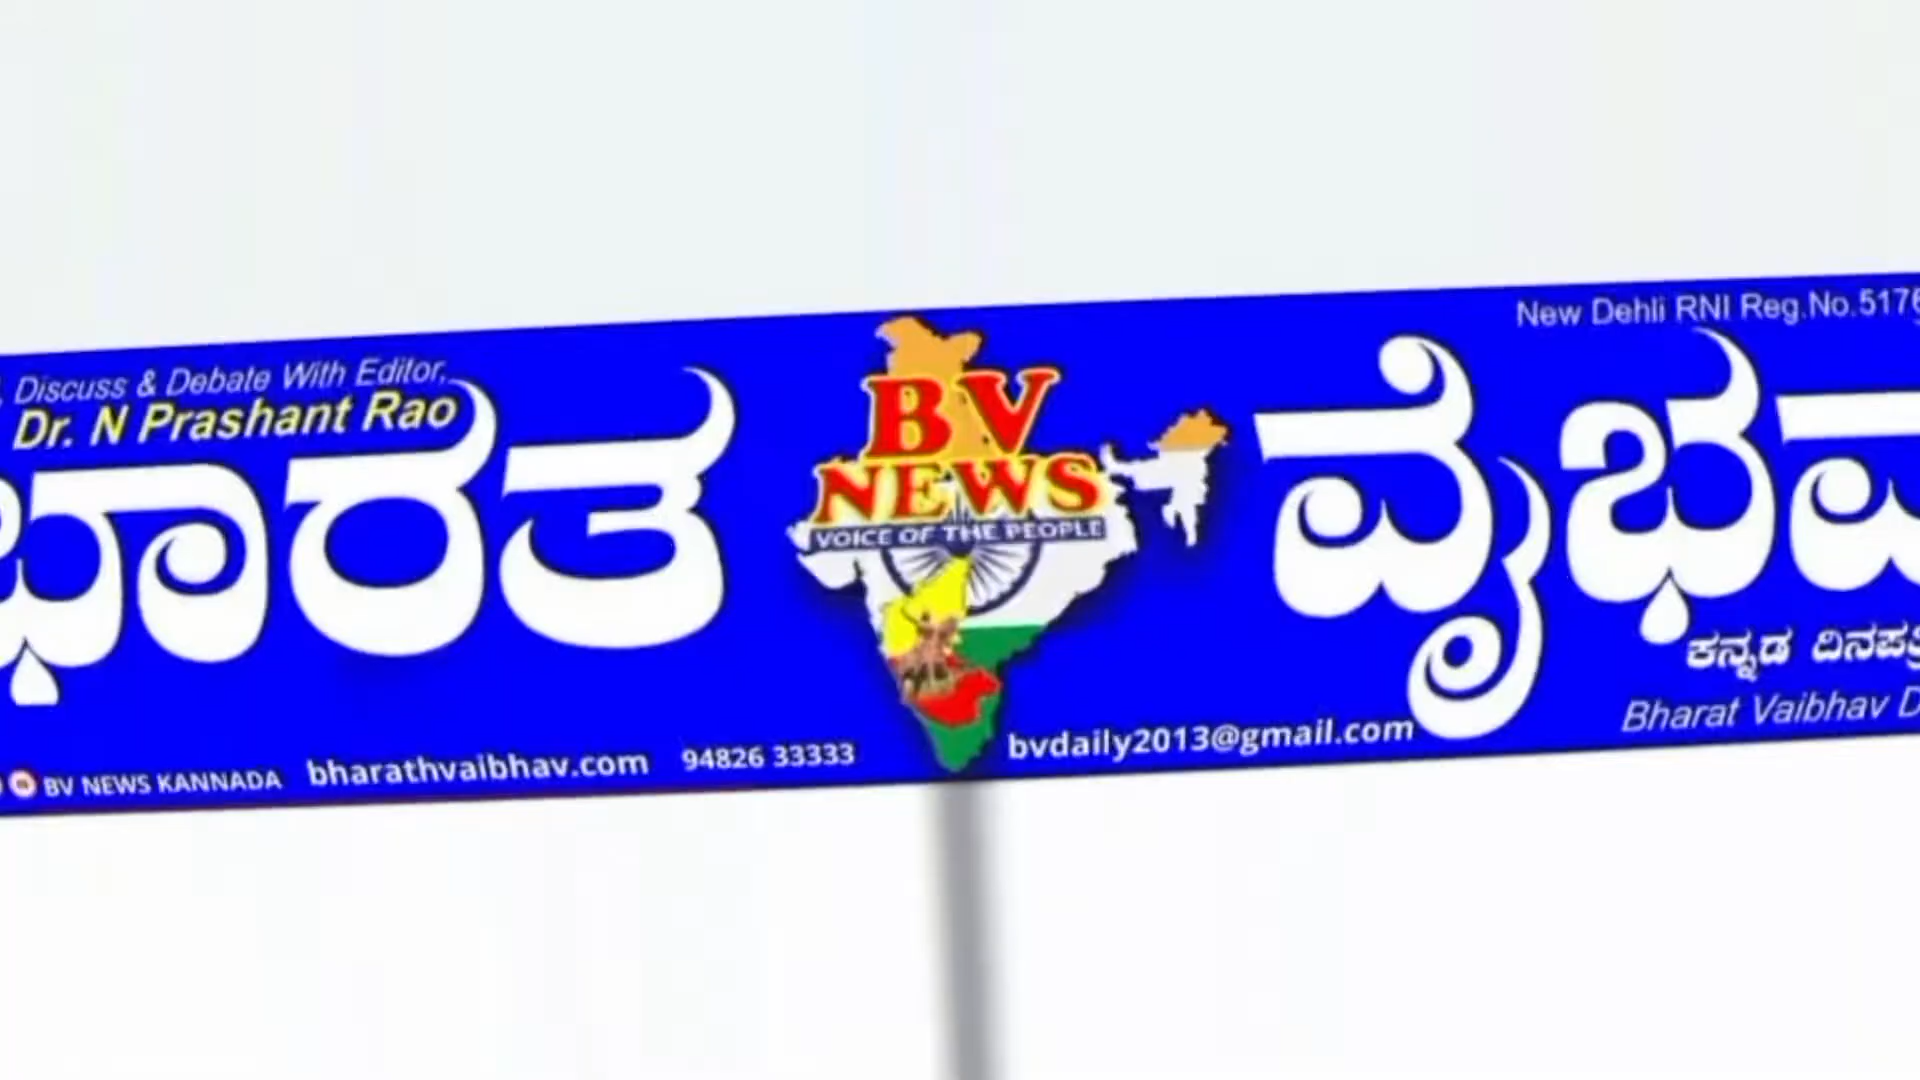 Discuss & Debate With Editor,
Dr. N Prashant Rao
ಭಾರತ
BV
NEWS
VOICE OF THE PEOPLE
New Dehli RNI Reg.No.5176
ವೈಭವ
ಕನ್ನಡ ದಿನಪತ್ರಿ
Bharat Vaibhav D
BV NEWS KANNADA bharathvaibhav.com 94826 33333 bvdaily2013@gmail.com